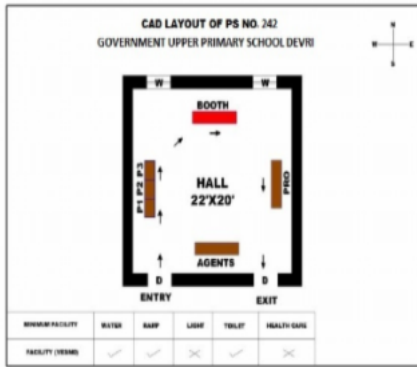 CAD LAYOUT OF PS NO. 242
GOVERNMENT UPPER PRIMARY SCHOOL DEVRI
N
W E
S
W W
BOOTH
P1 P2 P3
HALL
22'X20'
PRO
AGENTS
D D
ENTRY EXIT
MINIMUM FACILITY WATER RAMP LIGHT TOILET HEALTH CARE
FACILITY (YES/NO)